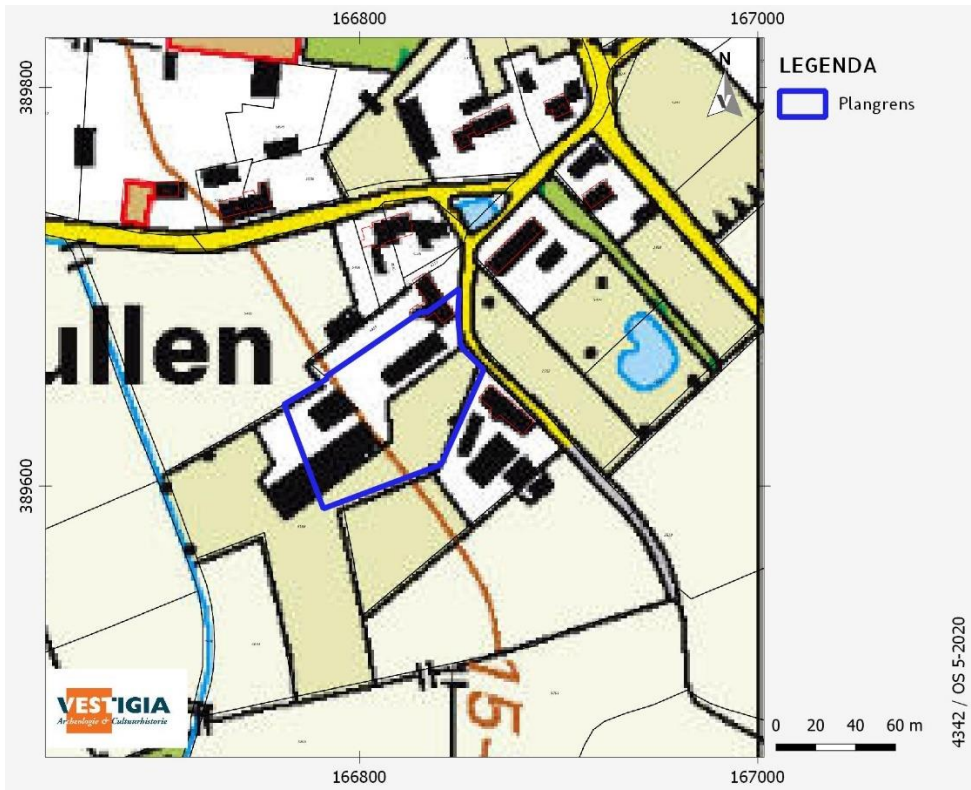 166800
167000
389800
N
LEGENDA
Plangrens
ullen
389600
15-
4342 / OS 5-2020
VESTIGIA
Archeologie & Cultuurhistorie
0 20 40 60 m
166800
167000